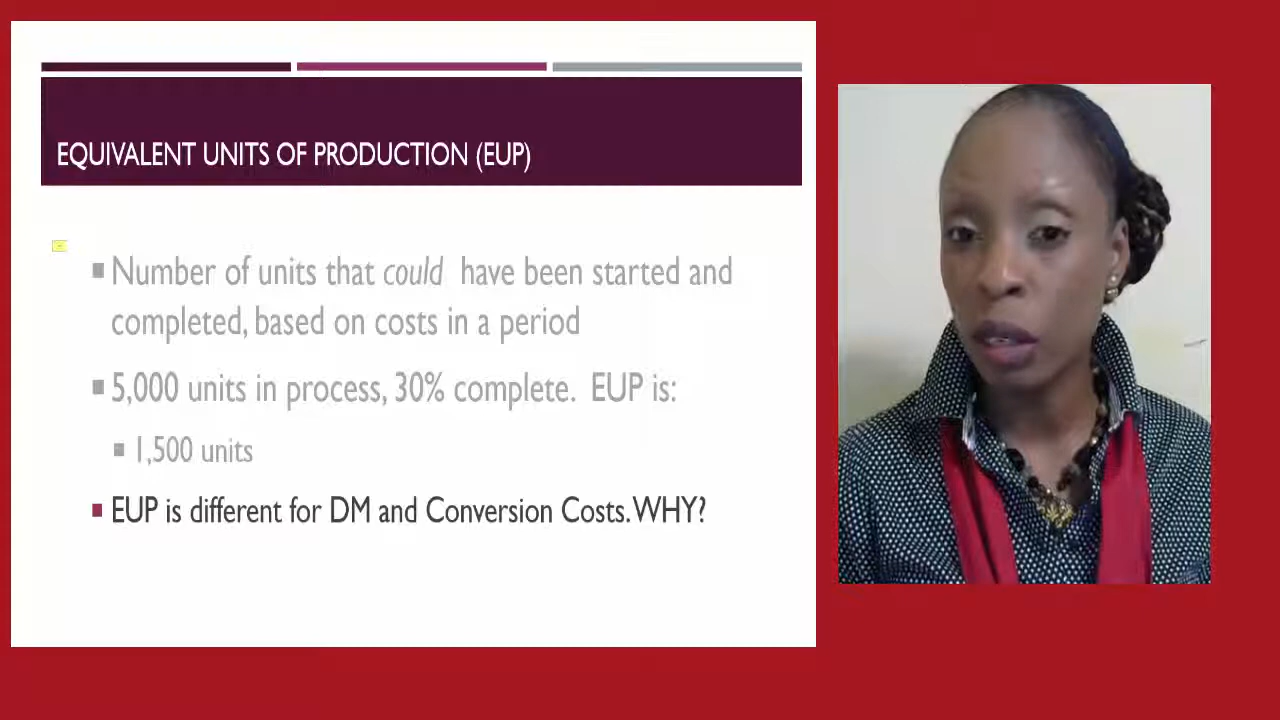 EQUIVALENT UNITS OF PRODUCTION (EUP)
Number of units that could have been started and
completed, based on costs in a period
5,000 units in process, 30% complete. EUP is:
1,500 units
EUP is different for DM and Conversion Costs. WHY?